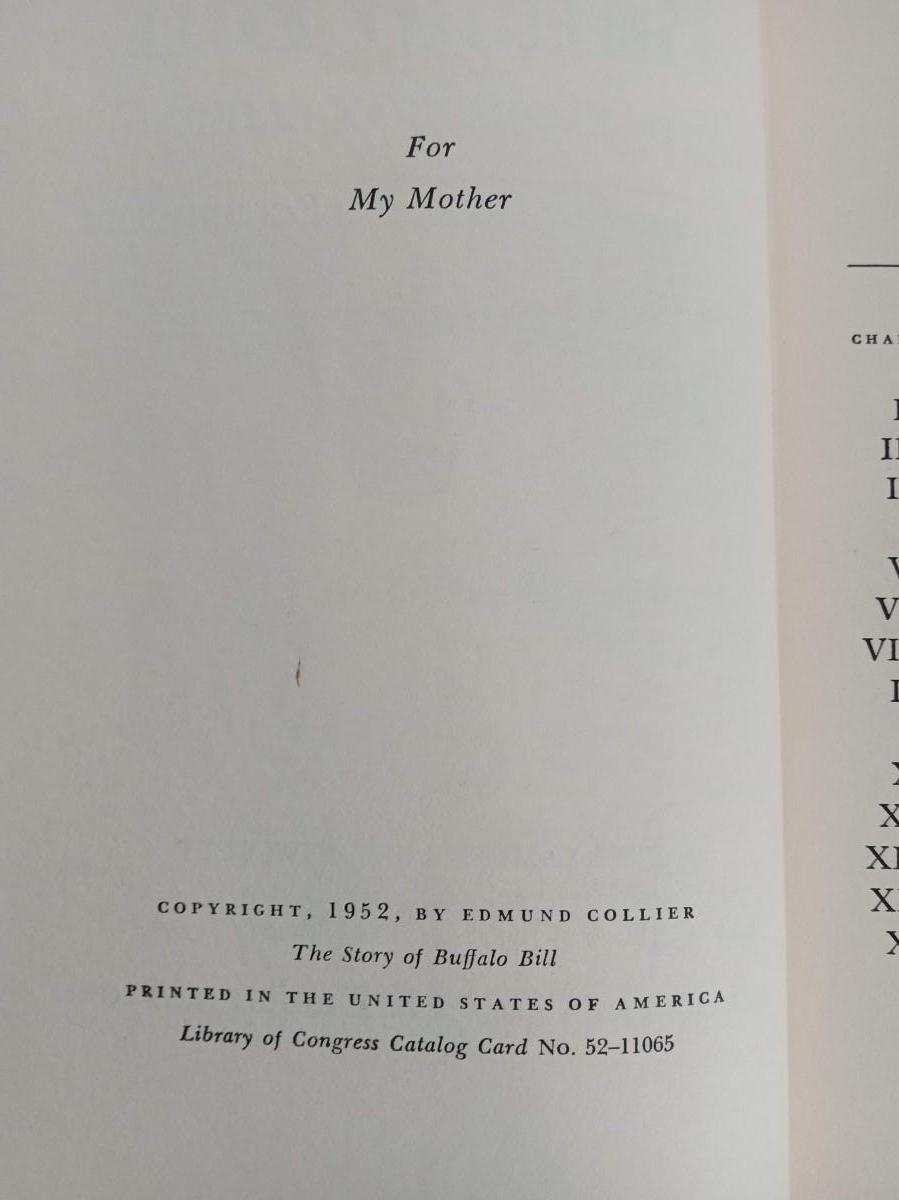 For
My Mother
COPYRIGHT, 1952, BY EDMUND COLLIER
The Story of Buffalo Bill
PRINTED IN THE UNITED STATES OF AMERICA
Library of Congress Catalog Card No. 52-11065